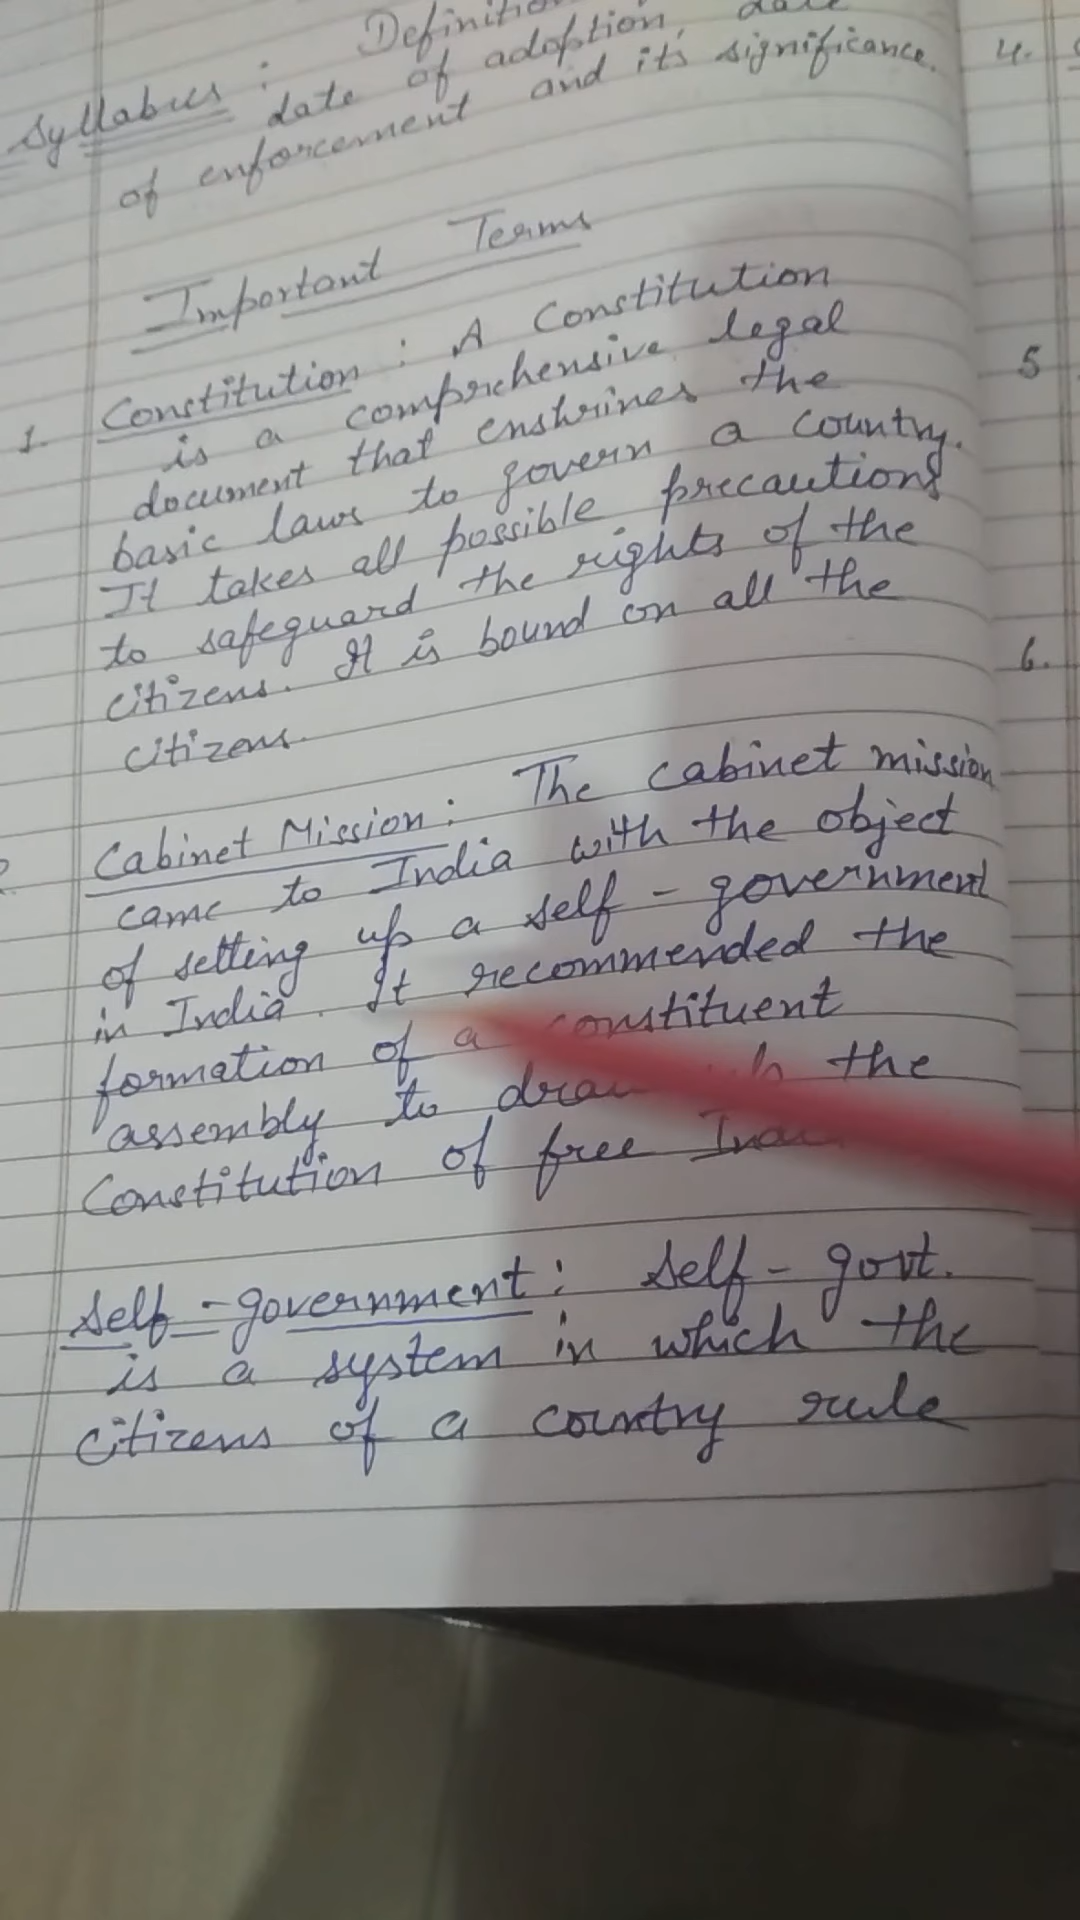 Definition
Syllabus : date of adoption, date
of enforcement and its significance.
Important Terms
1. Constitution : A Constitution
is a comprehensive legal
document that enshrines the
basic laws to govern a country.
It takes all possible precautions
to safeguard the rights of the
citizens. It is bound on all the
citizens.
Cabinet Mission : The Cabinet mission
came to India with the object
of setting up a self - government
in India. It recommended the
formation of a constituent
assembly to the
Constitution of free
Self - government : Self - govt.
is a system in which the
citizens of a country rule
4.
5
6.